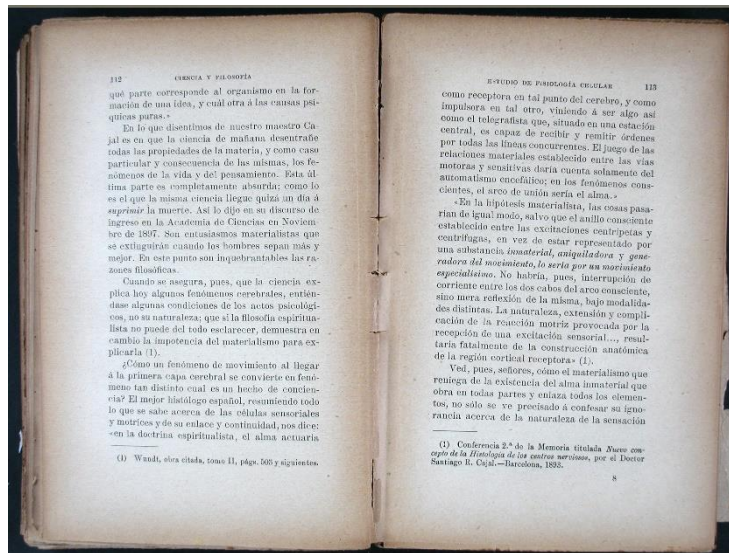 112 CIENCIA Y FILOSOFÍA
qué parte corresponde al organismo en la for-
mación de una idea, y cuál otra á las causas psí-
quicas puras.»
En lo que disentimos de nuestro maestro Ca-
jal es en que la ciencia de mañana desentrañe
todas las propiedades de la materia, y como caso
particular y consecuencia de las mismas, los fe-
nómenos de la vida y del pensamiento. Esta úl-
tima parte es completamente absurda; como lo
es el que la misma ciencia llegue quizá un día á
suprimir la muerte. Así lo dijo en su discurso de
ingreso en la Academia de Ciencias en Noviem-
bre de 1897. Son entusiasmos materialistas que
se extinguirán cuando los hombres sepan más y
mejor. En este punto son inquebrantables las ra-
zones filosóficas.
Cuando se asegura, pues, que la ciencia ex-
plica hoy algunos fenómenos cerebrales, entién-
danse algunas condiciones de los actos psicológi-
cos, no su naturaleza; que si la filosofía espiritua-
lista no puede del todo esclarecer, demuestra en
cambio la impotencia del materialismo para ex-
plicarla (1).
¿Cómo un fenómeno de movimiento al llegar
á la primera capa cerebral se convierte en fenó-
meno tan distinto cual es un hecho de concien-
cia? El mejor histólogo español, resumiendo todo
lo que se sabe acerca de las células sensoriales
y motrices y de su enlace y continuidad, nos dice:
«en la doctrina espiritualista, el alma actuaría
(1) Wundt, obra citada, tomo II, págs. 503 y siguientes.
ESTUDIO DE FISIOLOGÍA CELULAR 113
como receptora en tal punto del cerebro, y como
impulsora en tal otro, viniendo á ser algo así
como el telegrafista que, situado en una estación
central, es capaz de recibir y remitir órdenes
por todas las líneas concurrentes. El juego de las
relaciones materiales establecido entre las vías
motoras y sensitivas daría cuenta solamente del
automatismo encefálico; en los fenómenos cons-
cientes, el arco de unión sería el alma.»
«En la hipótesis materialista, las cosas pasa-
rían de igual modo, salvo que el anillo consciente
establecido entre las excitaciones centrípetas y
centrífugas, en vez de estar representado por
una substancia inmaterial, aniquiladora y gene-
radora del movimiento, lo sería por un movimiento
especialísimo. No habría, pues, interrupción de
corriente entre los dos cabos del arco consciente,
sino mera reflexión de la misma, bajo modalida-
des distintas. La naturaleza, extensión y compli-
cación de la reacción motriz provocada por la
recepción de una excitación sensorial..., resul-
taría fatalmente de la construcción anatómica
de la región cortical receptora» (1).
Ved, pues, señores, cómo el materialismo que
reniega de la existencia del alma inmaterial que
obra en todas partes y enlaza todos los elemen-
tos, no sólo se ve precisado á confesar su igno-
rancia acerca de la naturaleza de la sensación
(1) Conferencia 2.ª de la Memoria titulada Nuevo con-
cepto de la Histología de los centros nerviosos, por el Doctor
Santiago R. Cajal.—Barcelona, 1893.
8